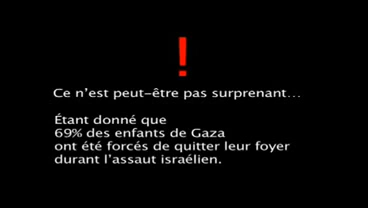 !
Ce n'est peut-être pas surprenant...
Étant donné que
69% des enfants de Gaza
ont été forcés de quitter leur foyer
durant l'assaut israélien.